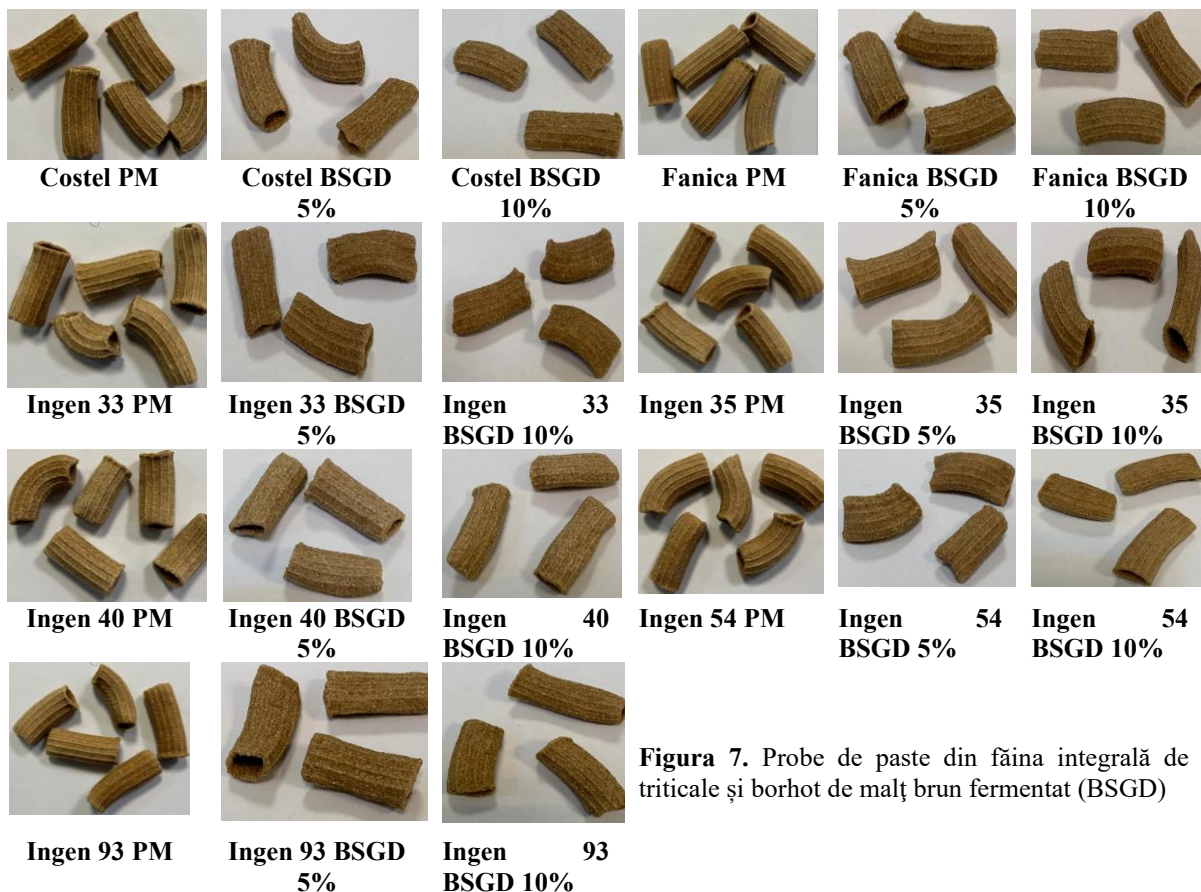 Costel PM
Costel BSGD
5%
Costel BSGD
10%
Fanica PM
Fanica BSGD
5%
Fanica BSGD
10%
Ingen 33 PM
Ingen 33 BSGD
5%
Ingen 33
BSGD 10%
Ingen 35 PM
Ingen 35
BSGD 5%
Ingen 35
BSGD 10%
Ingen 40 PM
Ingen 40 BSGD
5%
Ingen 40
BSGD 10%
Ingen 54 PM
Ingen 54
BSGD 5%
Ingen 54
BSGD 10%
Ingen 93 PM
Ingen 93 BSGD
5%
Ingen 93
BSGD 10%
Figura 7. Probe de paste din făina integrală de
triticale și borhot de malţ brun fermentat (BSGD)